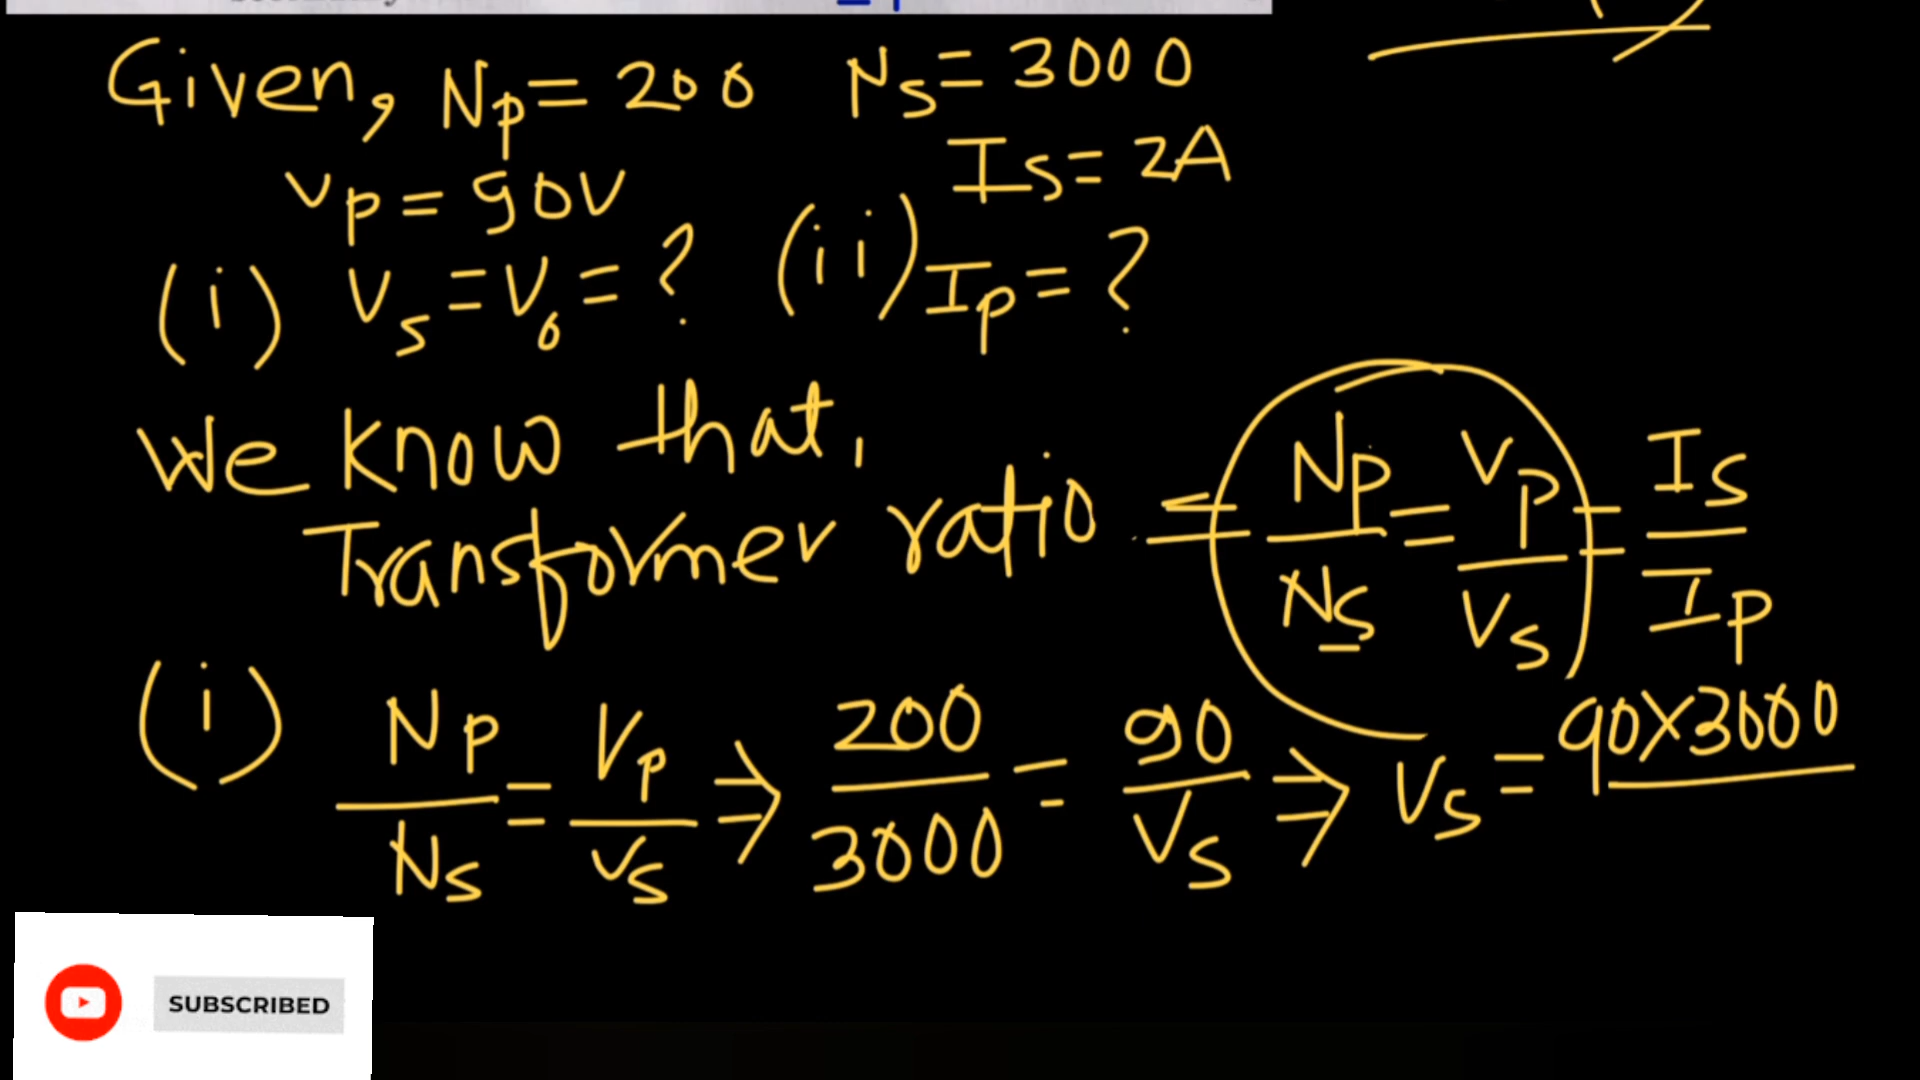 Given, Np = 200 Ns = 3000
Vp = 90V Is = 2A
(i) Vs = Vo = ? (ii) Ip = ?
We know that,
Transformer ratio = Np/Ns = Vp/Vs = Is/Ip
(i) Np/Ns = Vp/Vs ⇒ 200/3000 = 90/Vs ⇒ Vs = 90×3000
SUBSCRIBED